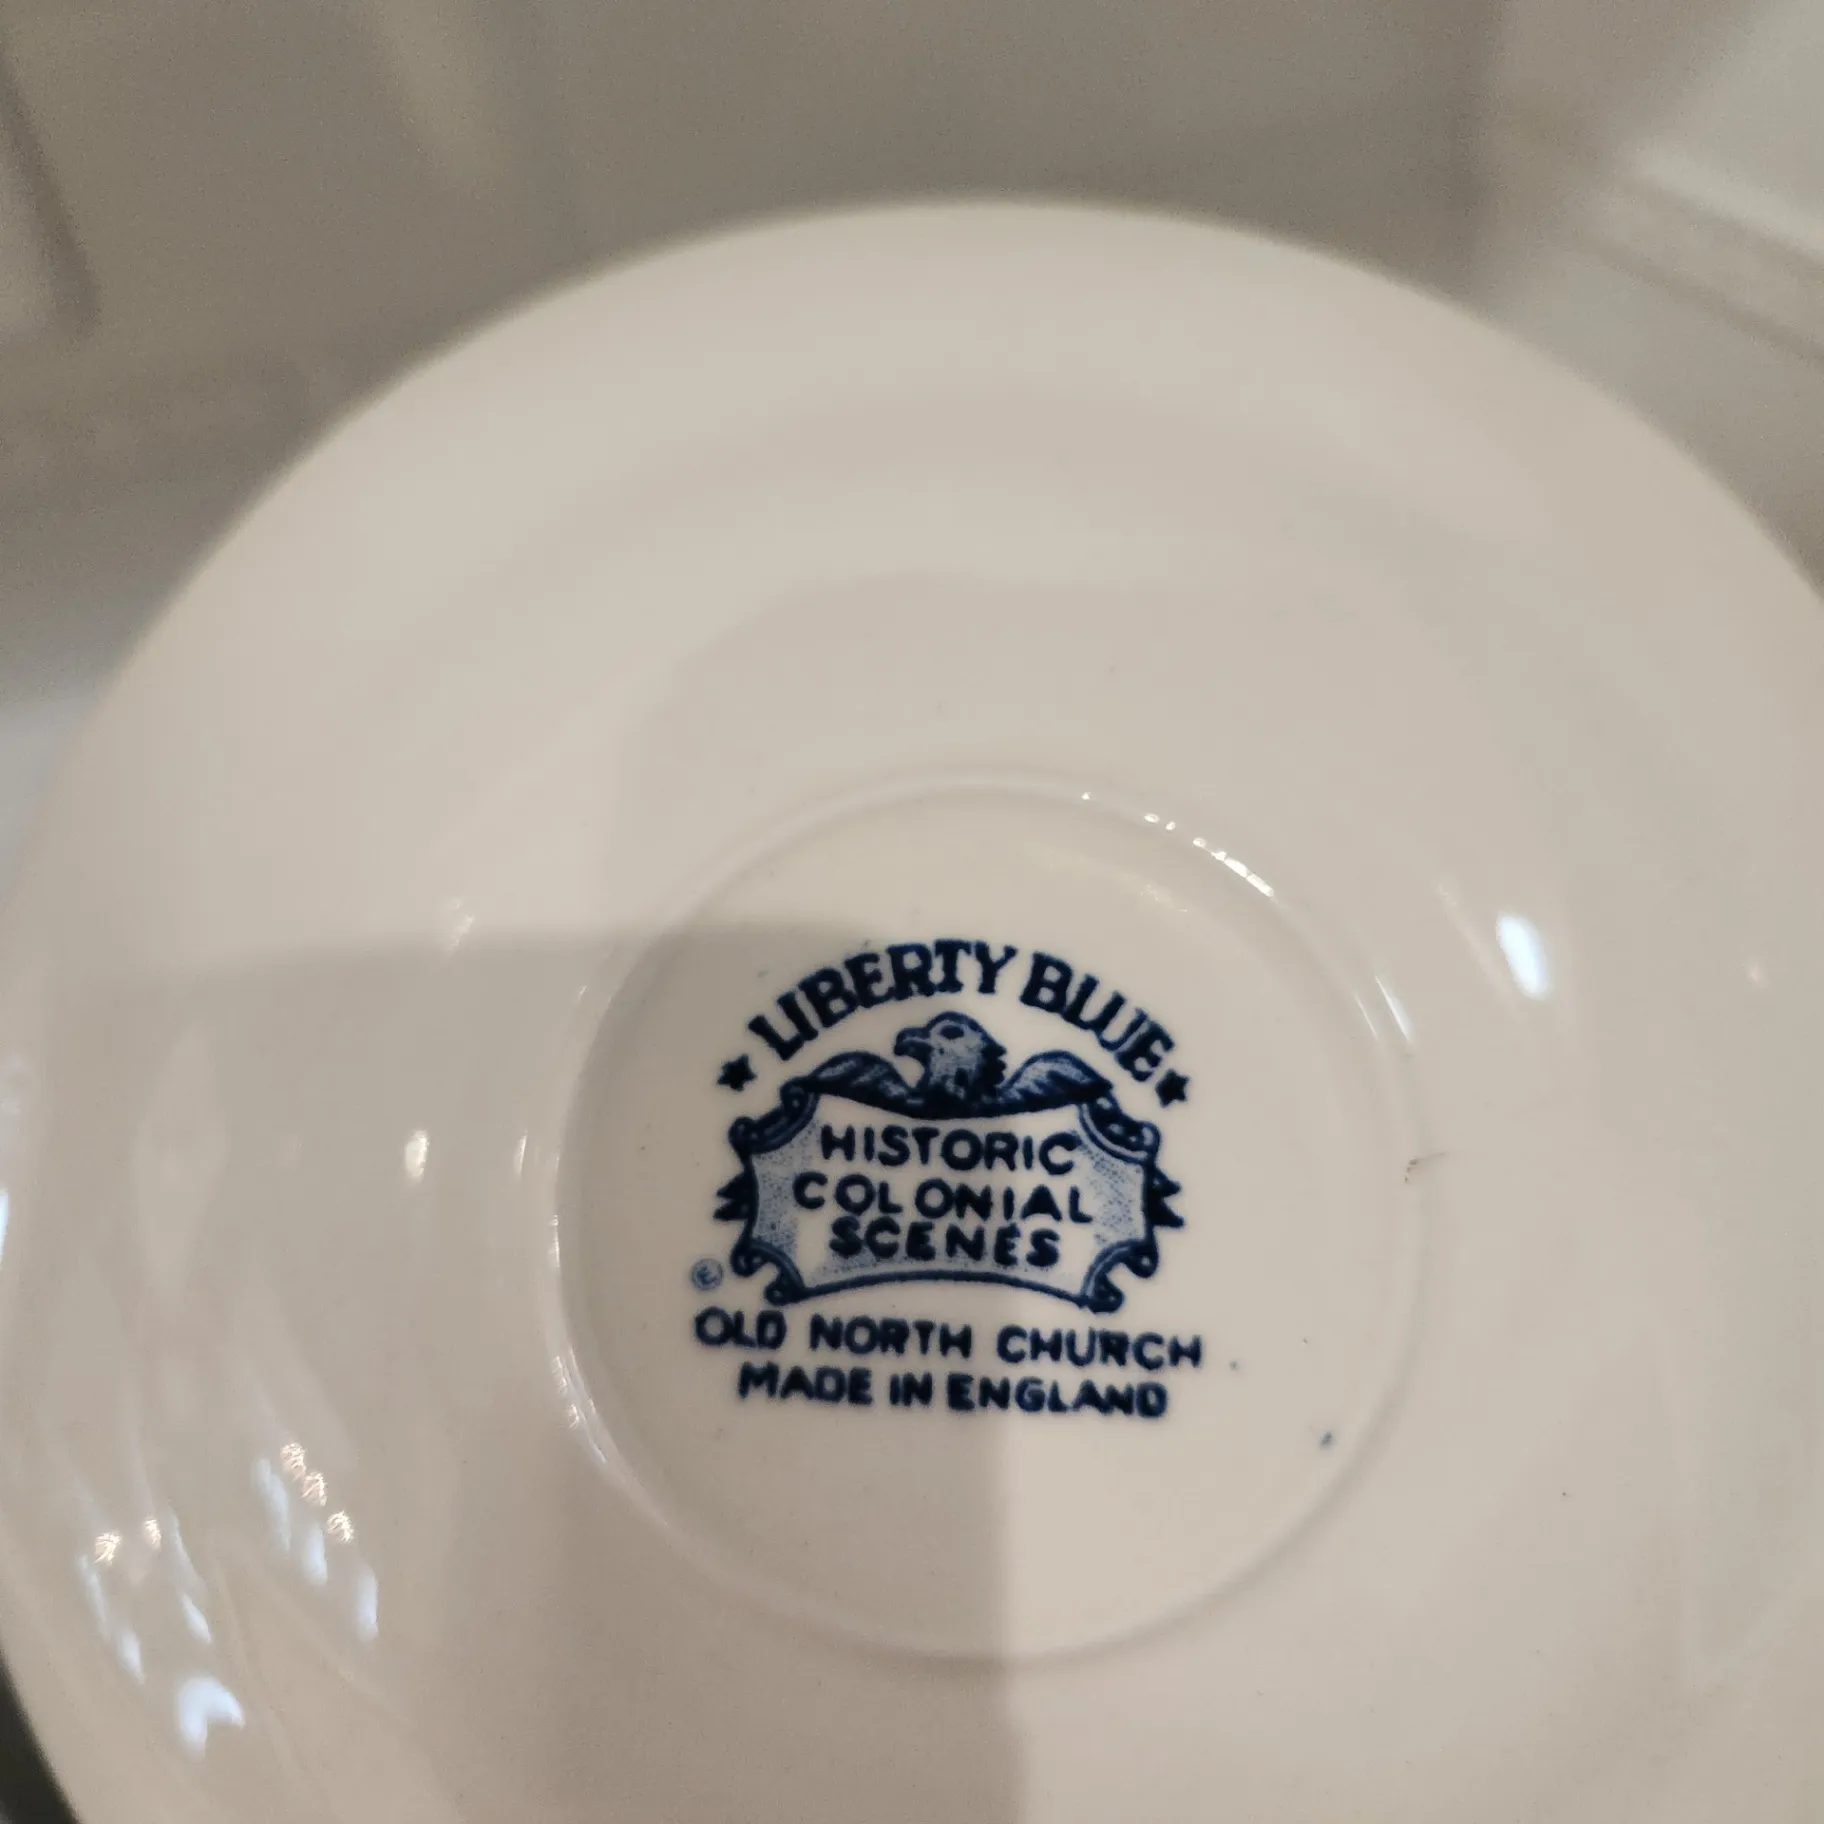 ★ LIBERTY BLUE ★
HISTORIC
COLONIAL
SCENES
Ⓔ
OLD NORTH CHURCH
MADE IN ENGLAND